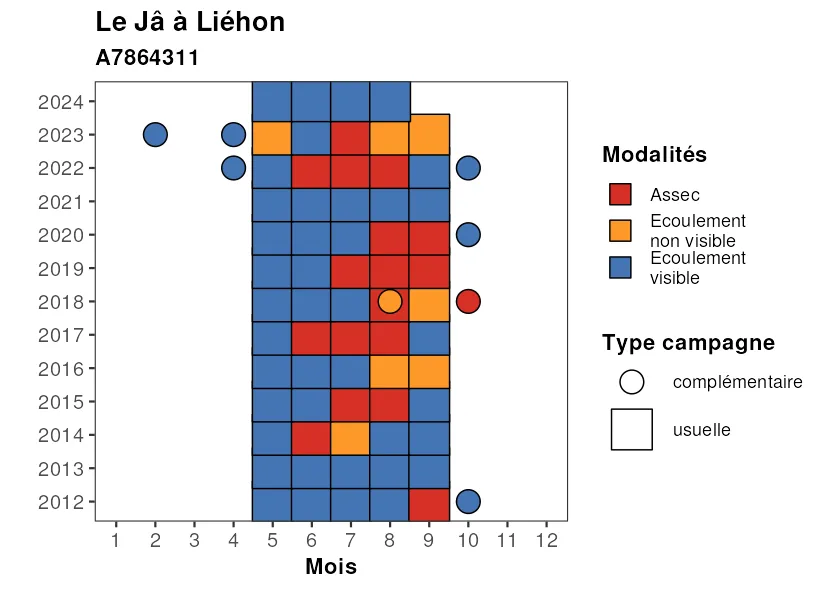 Le Jâ à Liéhon
A7864311
2024
2023
2022
2021
2020
2019
2018
2017
2016
2015
2014
2013
2012
1 2 3 4 5 6 7 8 9 10 11 12
Mois
Modalités
Assec
Ecoulement
non visible
Ecoulement
visible
Type campagne
complémentaire
usuelle